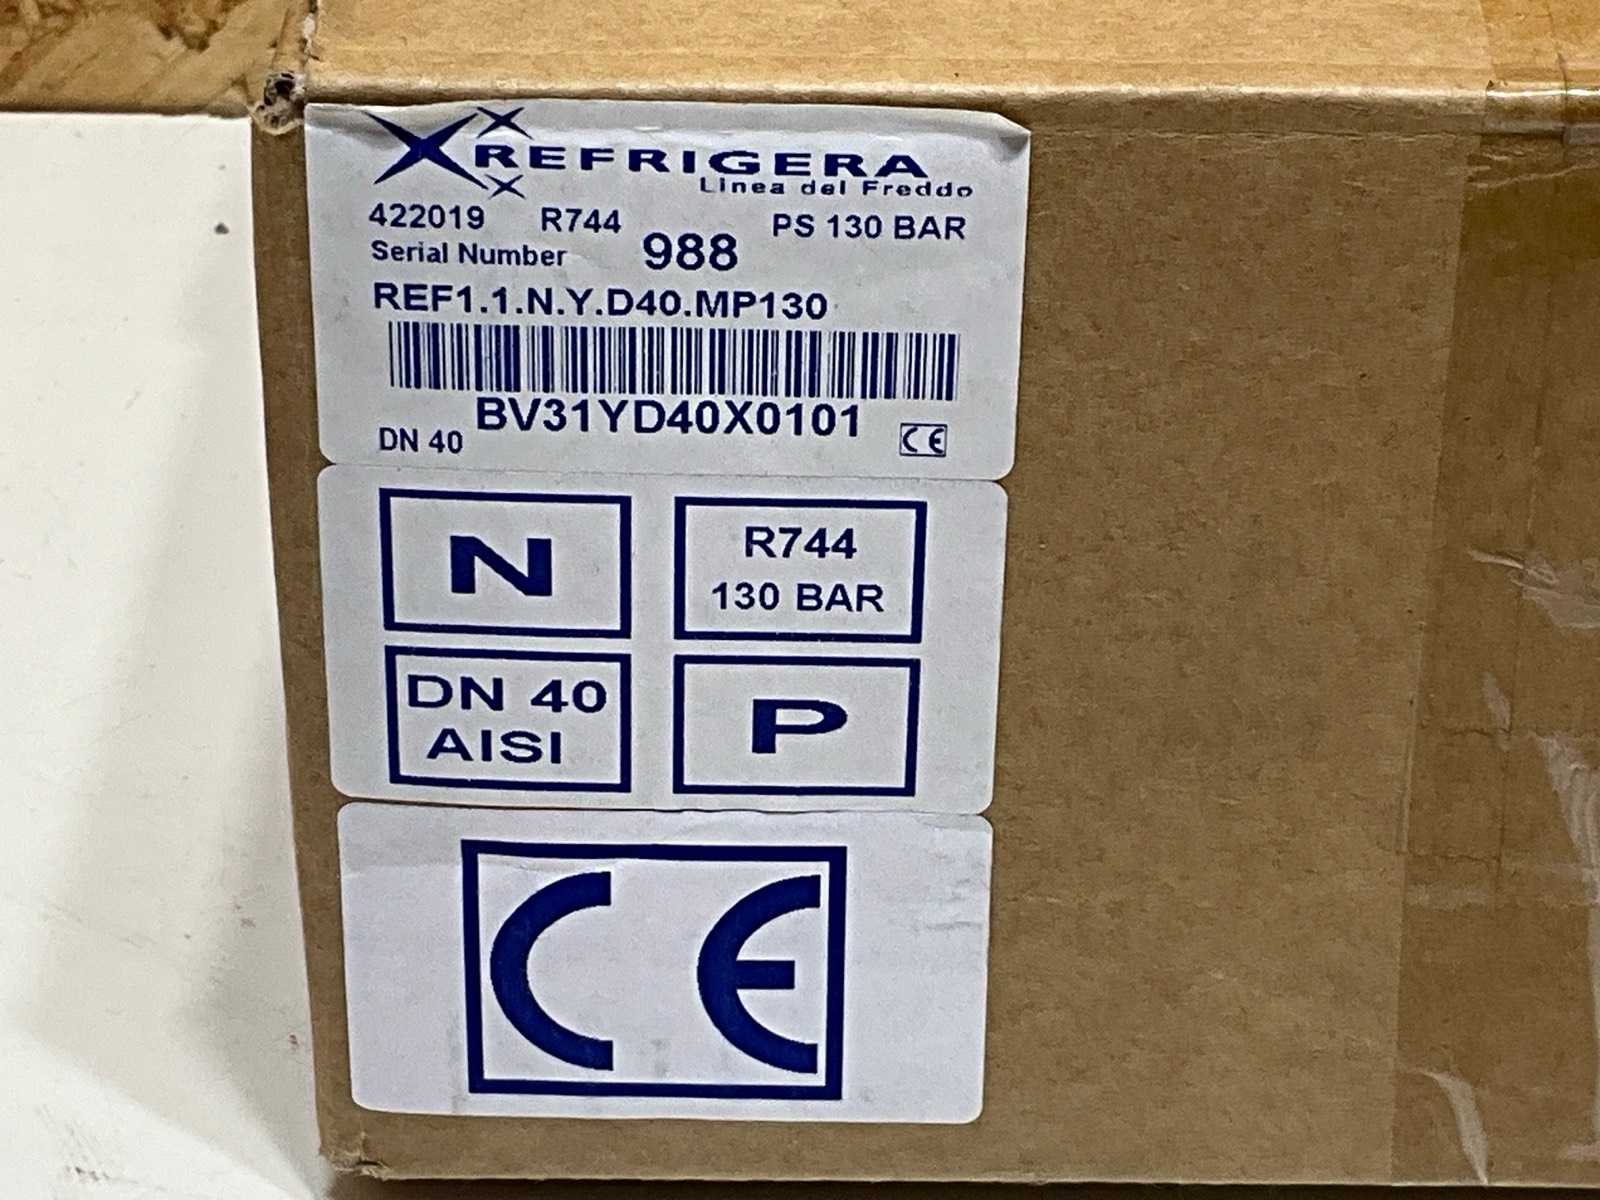 REFRIGERA
Linea del Freddo
422019 R744 PS 130 BAR
Serial Number 988
REF1.1.N.Y.D40.MP130
BV31YD40X0101
DN 40 CE
N
R744
130 BAR
DN 40
AISI
P
CE